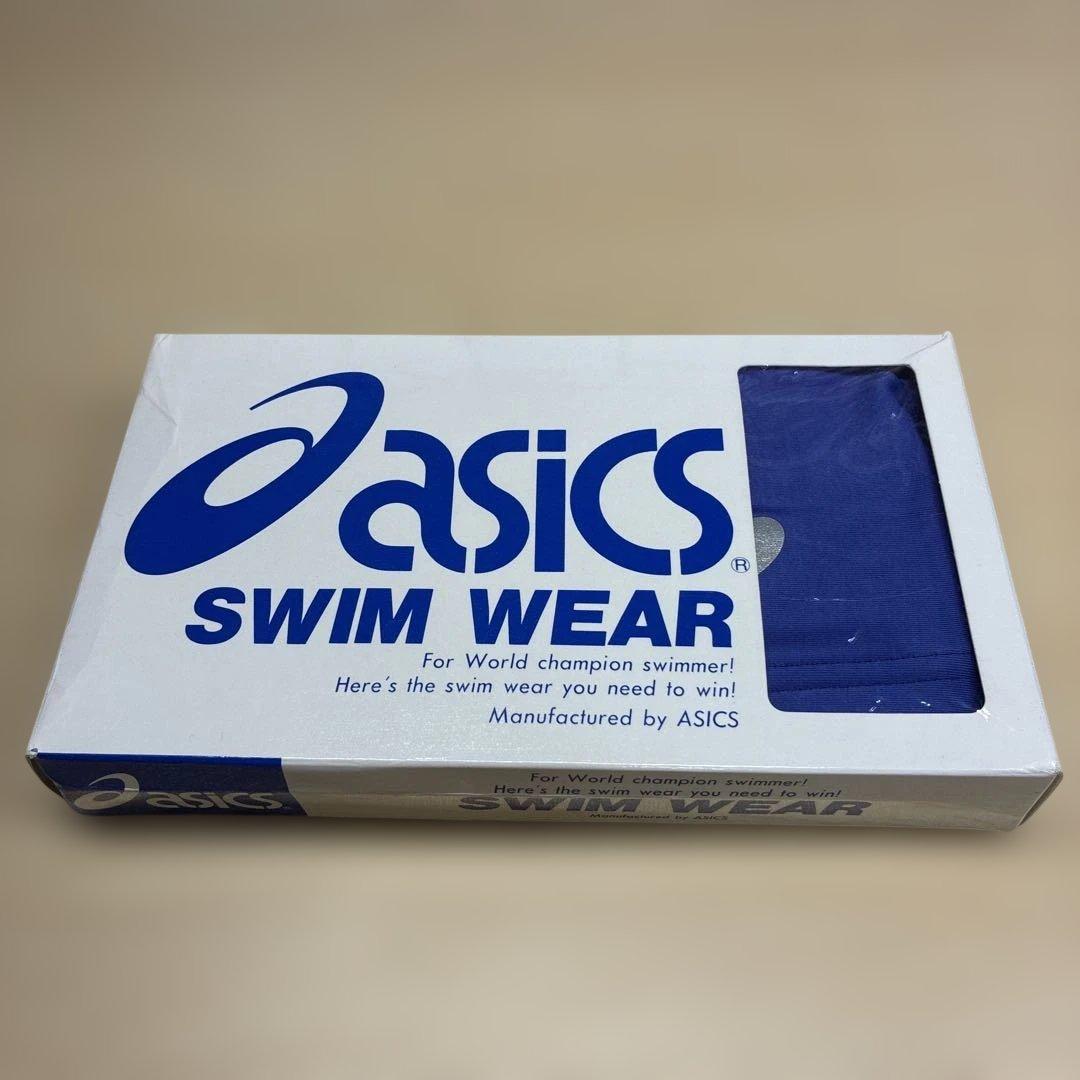 asics®
SWIM WEAR
For World champion swimmer!
Here's the swim wear you need to win!
Manufactured by ASICS
asics
For World champion swimmer!
Here's the swim wear you need to win!
SWIM WEAR
Manufactured by ASICS